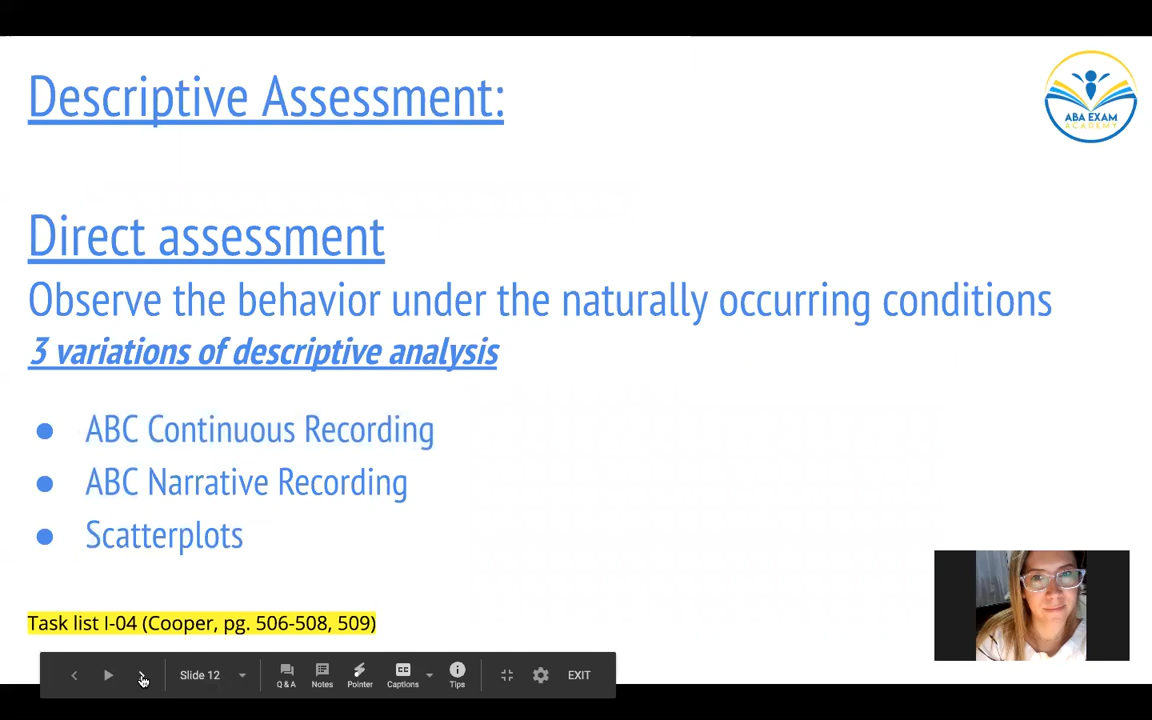 Descriptive Assessment:
ABA EXAM
ACADEMY
Direct assessment
Observe the behavior under the naturally occurring conditions
3 variations of descriptive analysis
● ABC Continuous Recording
● ABC Narrative Recording
● Scatterplots
Task list I-04 (Cooper, pg. 506-508, 509)
Slide 12
Q & A
Notes
Pointer
CC
Captions
Tips
EXIT